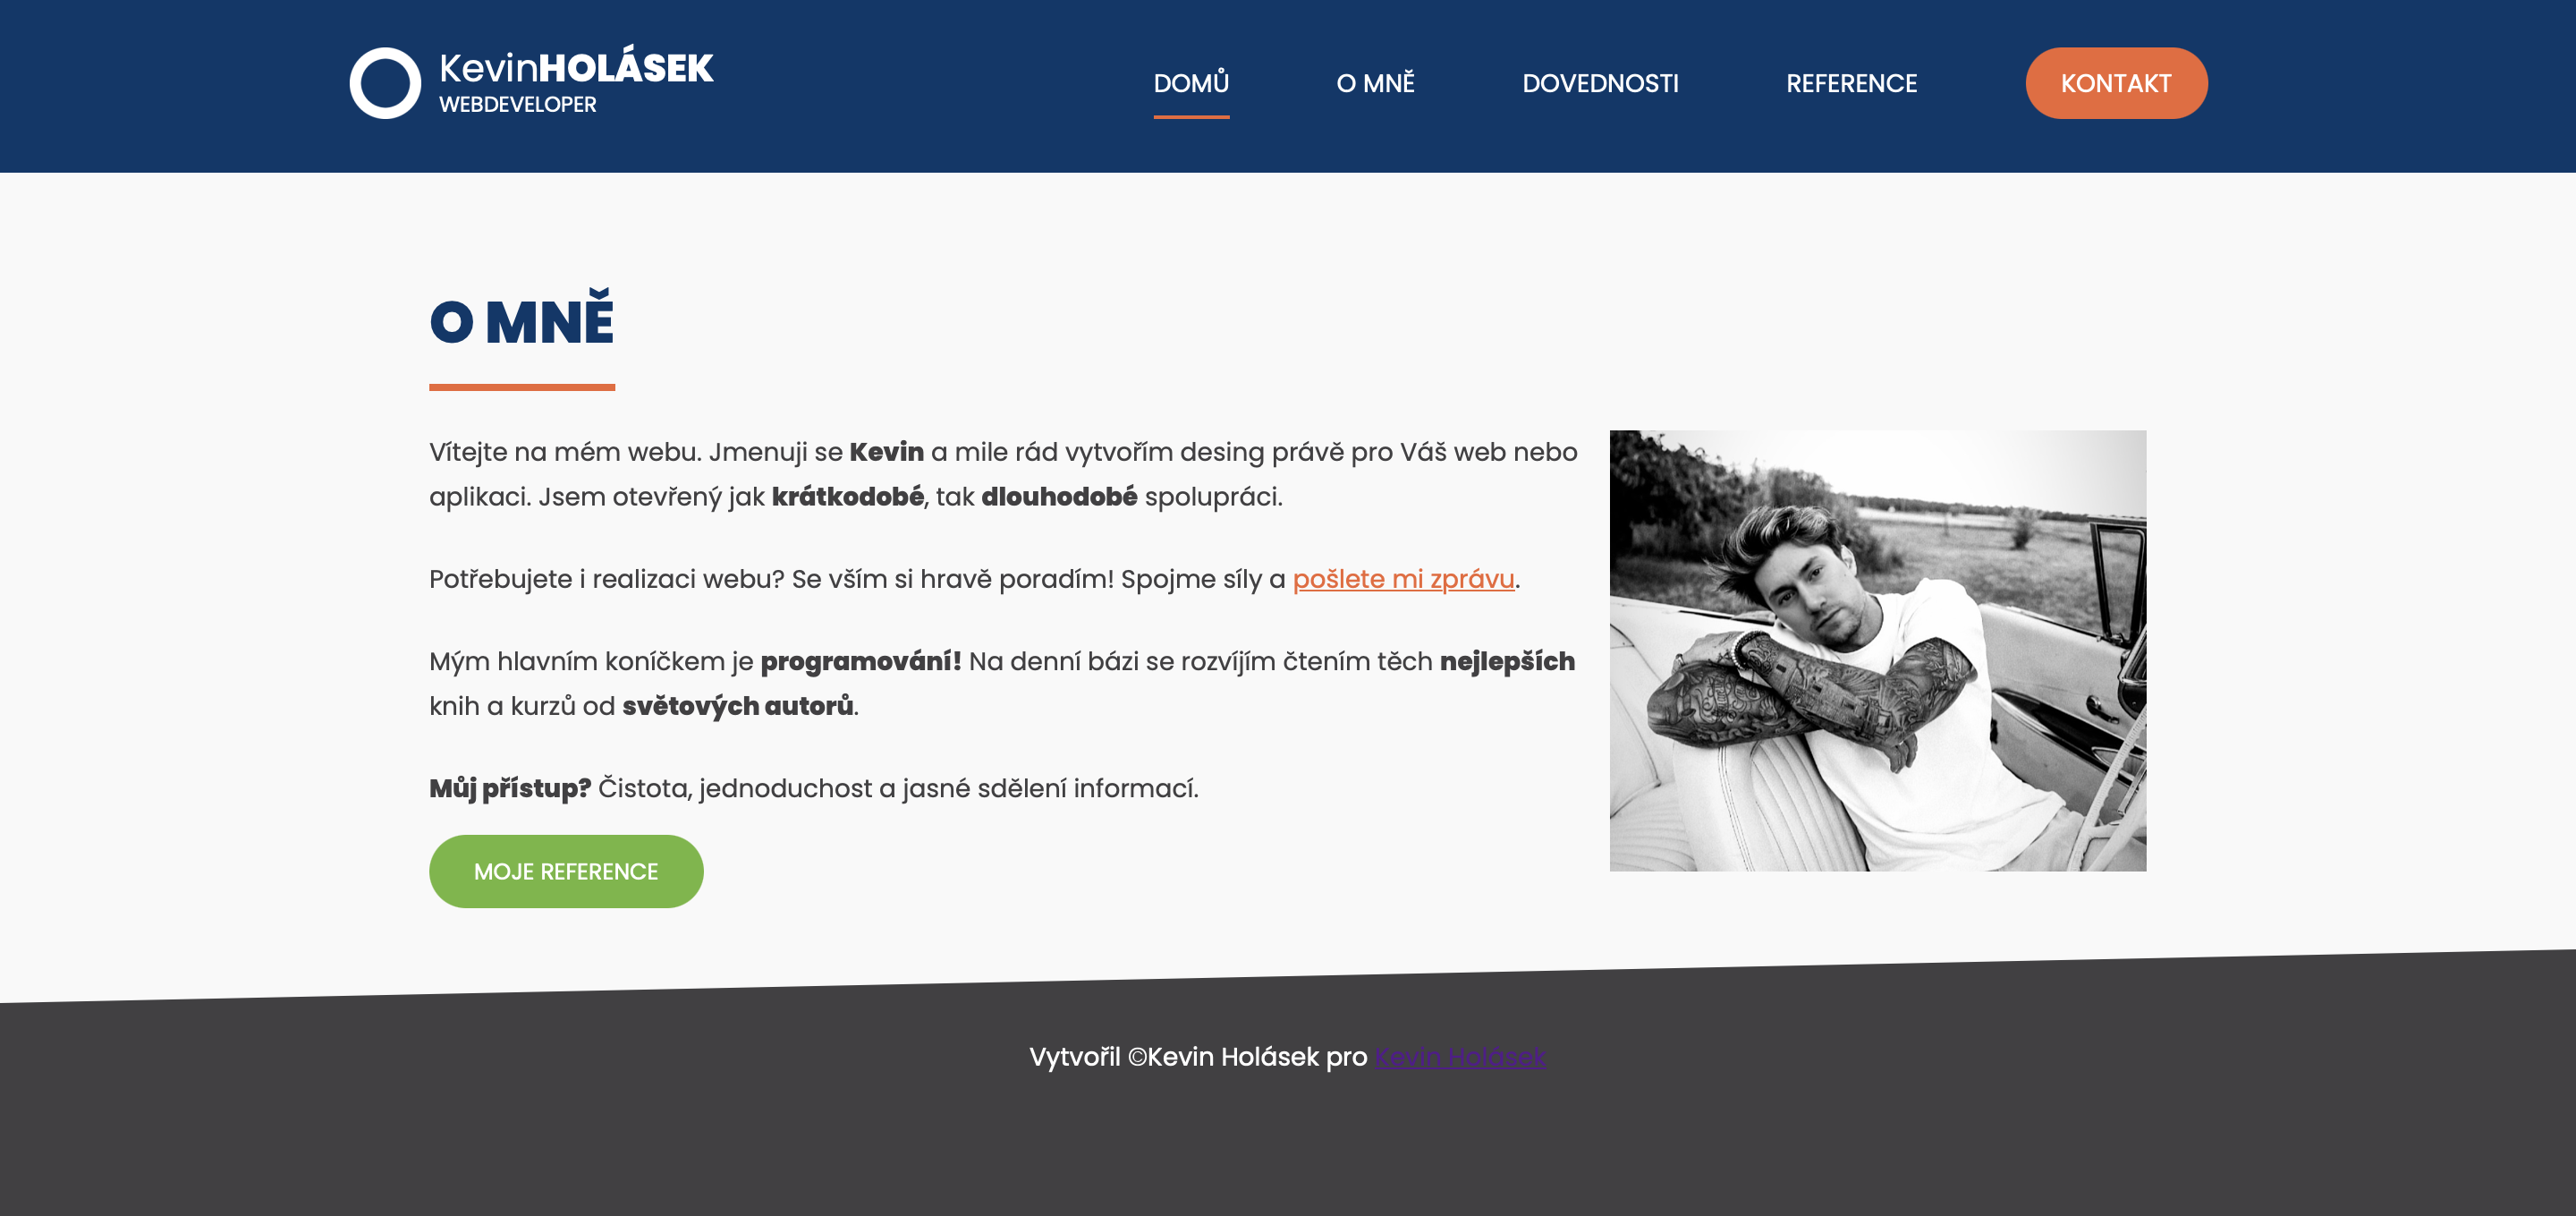 KevinHOLÁSEK
WEBDEVELOPER
DOMŮ
O MNĚ
DOVEDNOSTI
REFERENCE
KONTAKT
O MNĚ
Vítejte na mém webu. Jmenuji se Kevin a mile rád vytvořím desing právě pro Váš web nebo
aplikaci. Jsem otevřený jak krátkodobé, tak dlouhodobé spolupráci.
Potřebujete i realizaci webu? Se vším si hravě poradím! Spojme síly a pošlete mi zprávu.
Mým hlavním koníčkem je programování! Na denní bázi se rozvíjím čtením těch nejlepších
knih a kurzů od světových autorů.
Můj přístup? Čistota, jednoduchost a jasné sdělení informací.
MOJE REFERENCE
Vytvořil ©Kevin Holásek pro Kevin Holásek